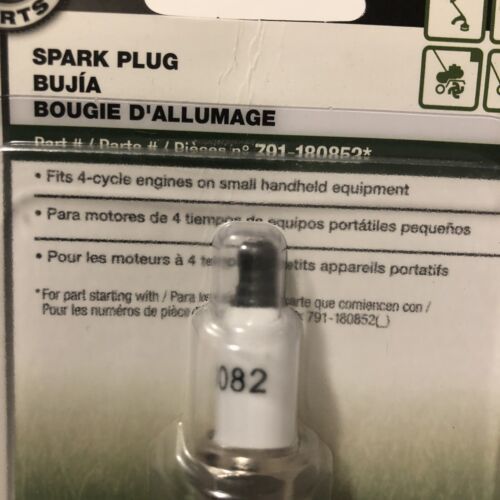 RTS
SPARK PLUG
BUJÍA
BOUGIE D'ALLUMAGE
Part # / Parte # / Pièces n° 791-180852*
• Fits 4-cycle engines on small handheld equipment
• Para motores de 4 tiempos de equipos portátiles pequeños
• Pour les moteurs à 4 petits appareils portatifs
*For part starting with / Para que comiencen con /
Pour les numéros de pièce 791-180852(_)
082